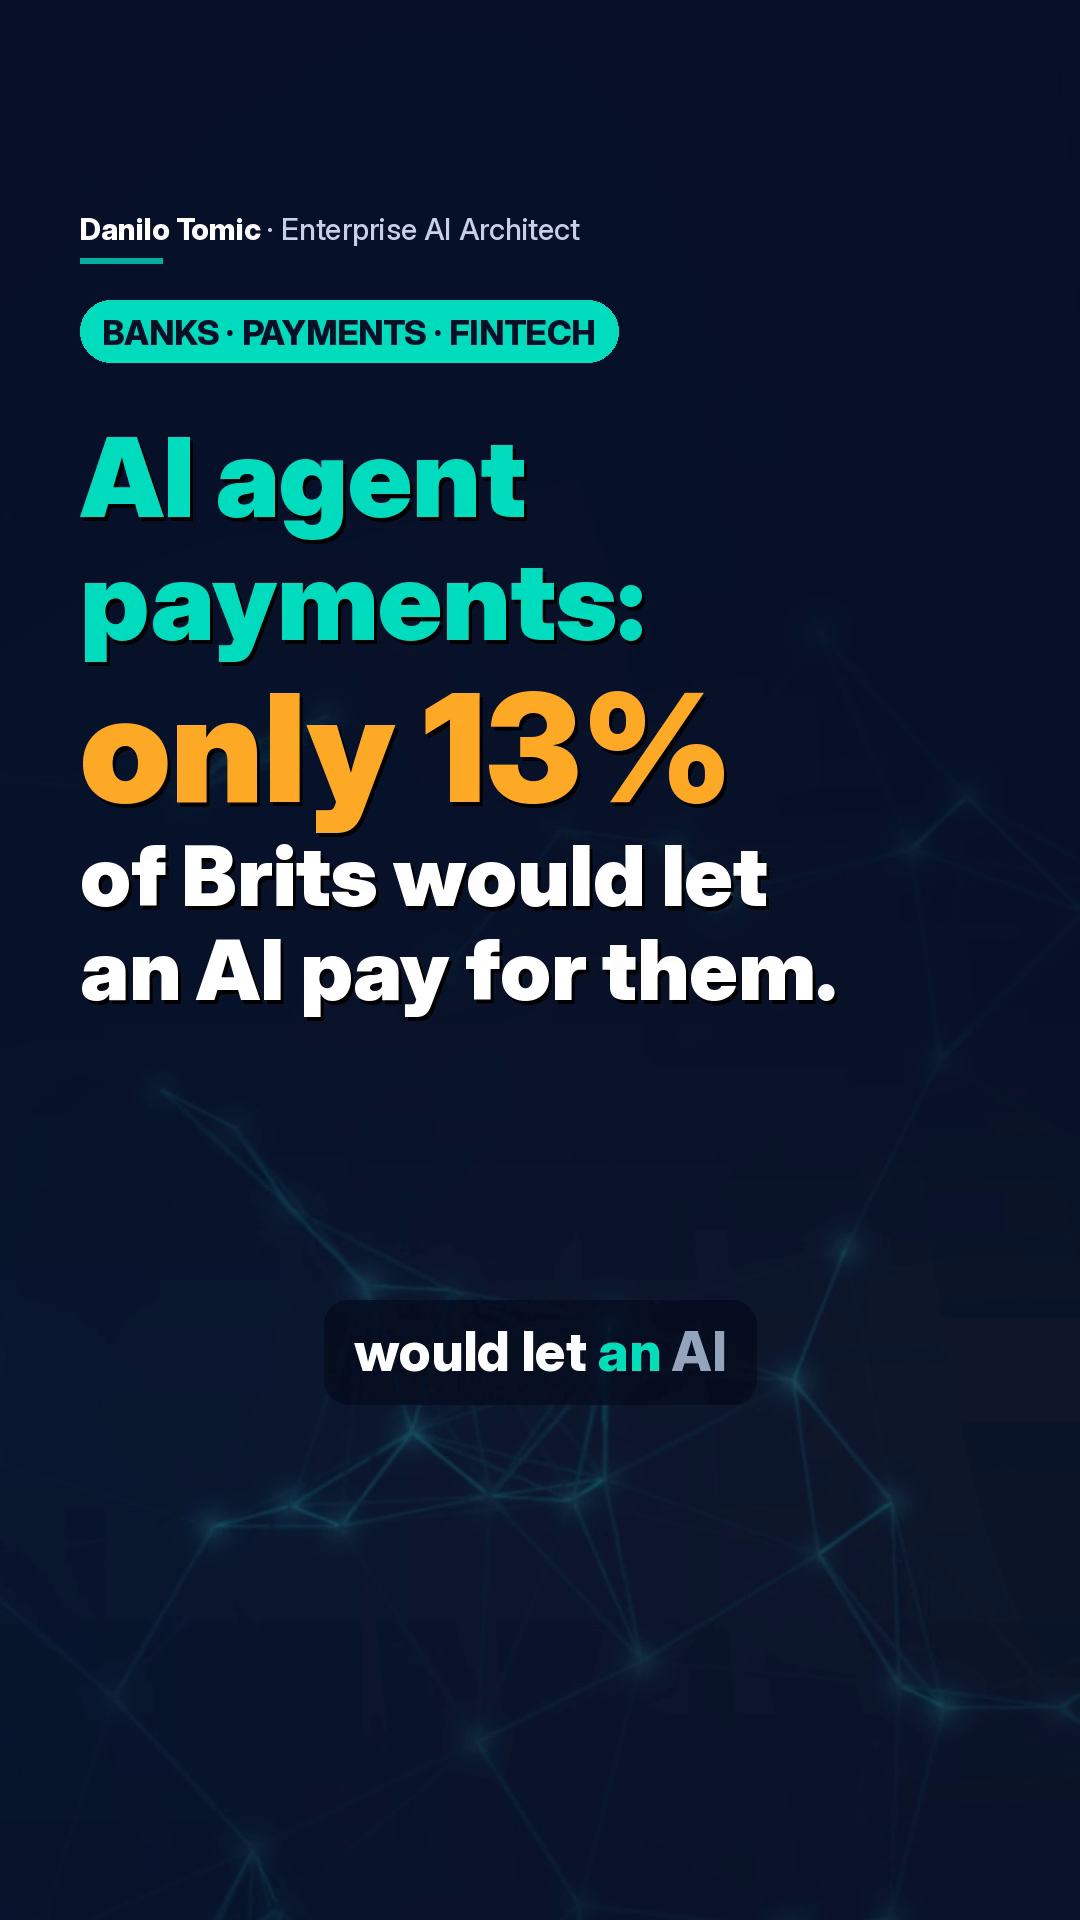 Danilo Tomic · Enterprise AI Architect
BANKS · PAYMENTS · FINTECH
AI agent
payments:
only 13%
of Brits would let
an AI pay for them.
would let an AI